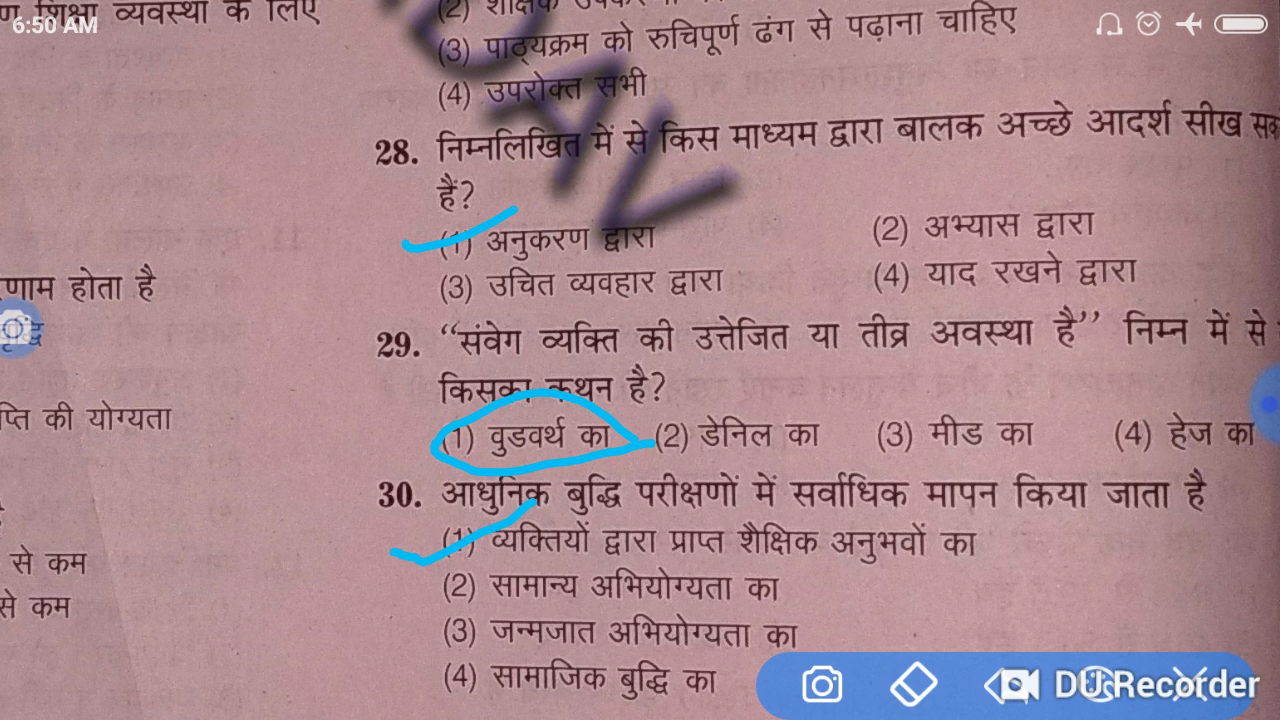 शिक्षा व्यवस्था के लिए
6:50 AM
णाम होता है
वृद्धि
प्ति की योग्यता
से कम
से कम
(2)
(3) पाठ्यक्रम को रुचिपूर्ण ढंग से पढ़ाना चाहिए
(4) उपरोक्त सभी
28. निम्नलिखित में से किस माध्यम द्वारा बालक अच्छे आदर्श सीख
हैं?
(1) अनुकरण द्वारा (2) अभ्यास द्वारा
(3) उचित व्यवहार द्वारा (4) याद रखने द्वारा
29. “संवेग व्यक्ति की उत्तेजित या तीव्र अवस्था है” निम्न में से
किसका कथन है?
(1) वुडवर्थ का (2) डेनिल का (3) मीड का (4) हेज का
30. आधुनिक बुद्धि परीक्षणों में सर्वाधिक मापन किया जाता है
(1) व्यक्तियों द्वारा प्राप्त शैक्षिक अनुभवों का
(2) सामान्य अभियोग्यता का
(3) जन्मजात अभियोग्यता का
(4) सामाजिक बुद्धि का
DU Recorder